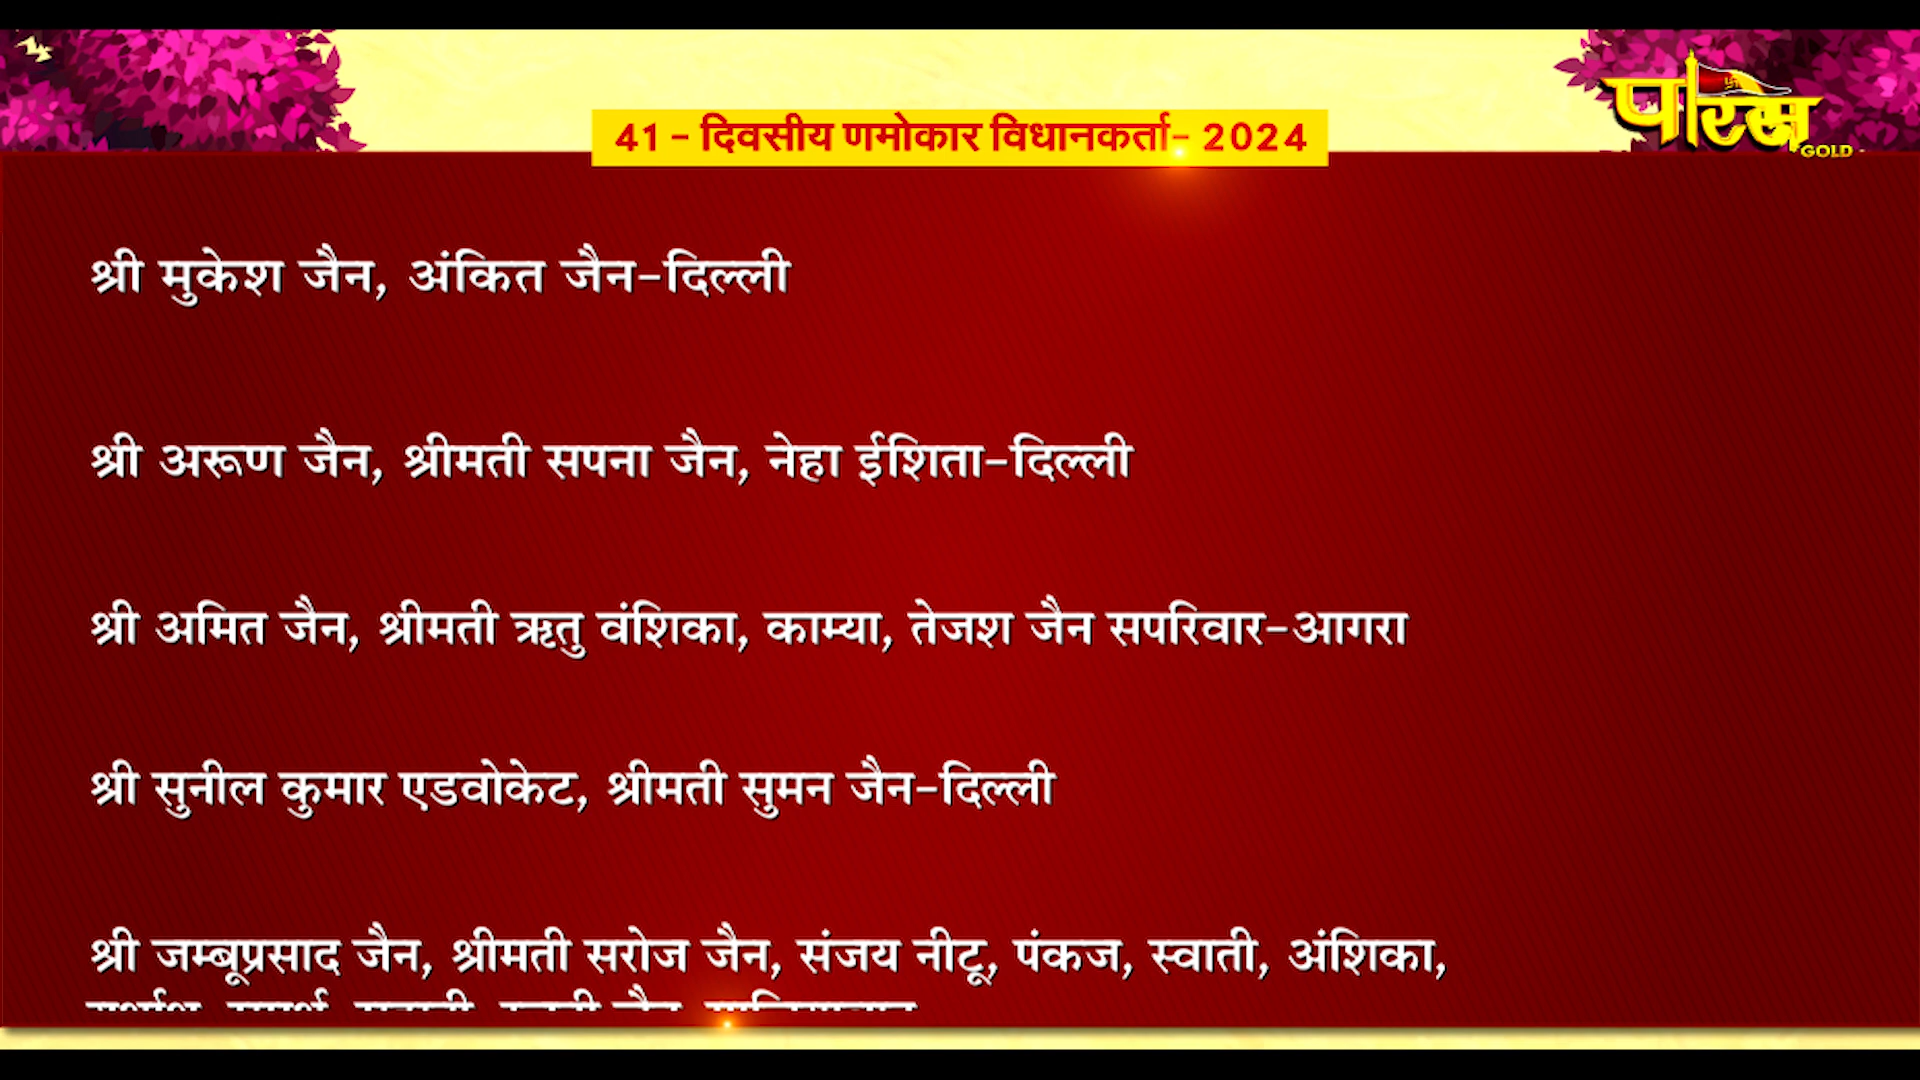 पारस
GOLD
41 - दिवसीय णमोकार विधानकर्ता - 2024
श्री मुकेश जैन, अंकित जैन-दिल्ली
श्री अरूण जैन, श्रीमती सपना जैन, नेहा ईशिता-दिल्ली
श्री अमित जैन, श्रीमती ऋतु वंशिका, काम्या, तेजश जैन सपरिवार-आगरा
श्री सुनील कुमार एडवोकेट, श्रीमती सुमन जैन-दिल्ली
श्री जम्बूप्रसाद जैन, श्रीमती सरोज जैन, संजय नीटू, पंकज, स्वाती, अंशिका,